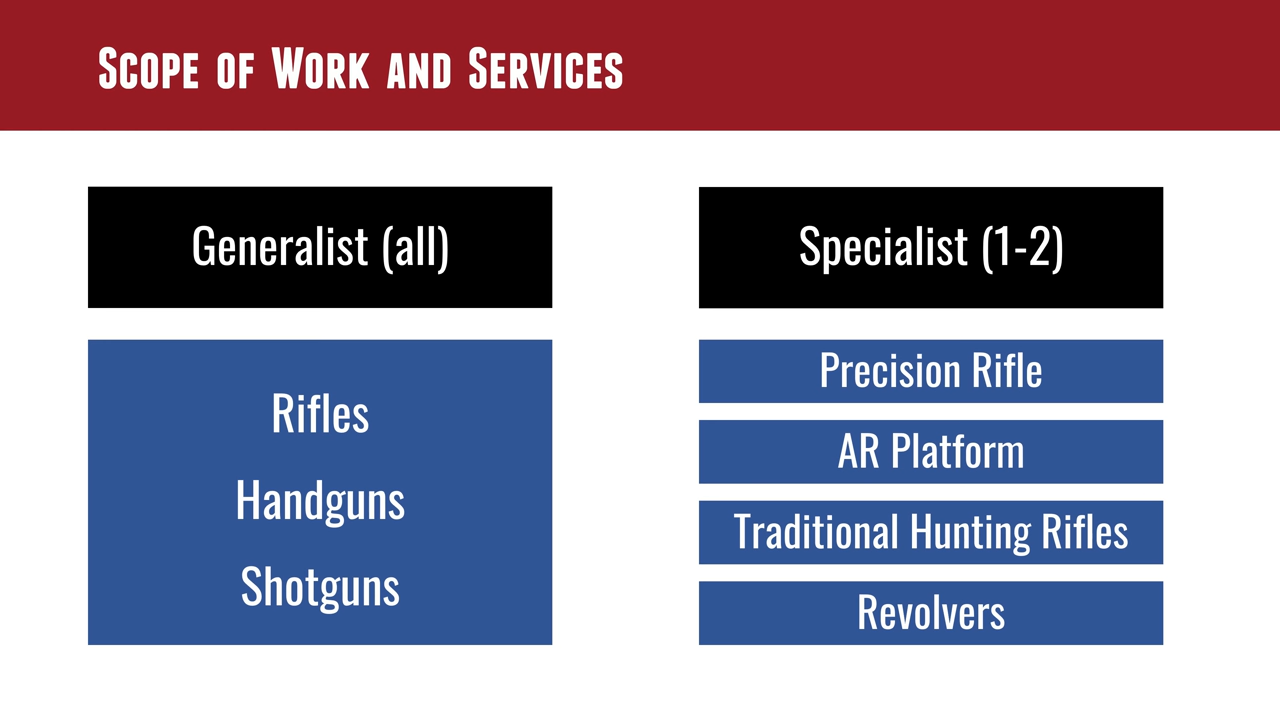 Scope of Work and Services
Generalist (all)
Rifles
Handguns
Shotguns
Specialist (1-2)
Precision Rifle
AR Platform
Traditional Hunting Rifles
Revolvers